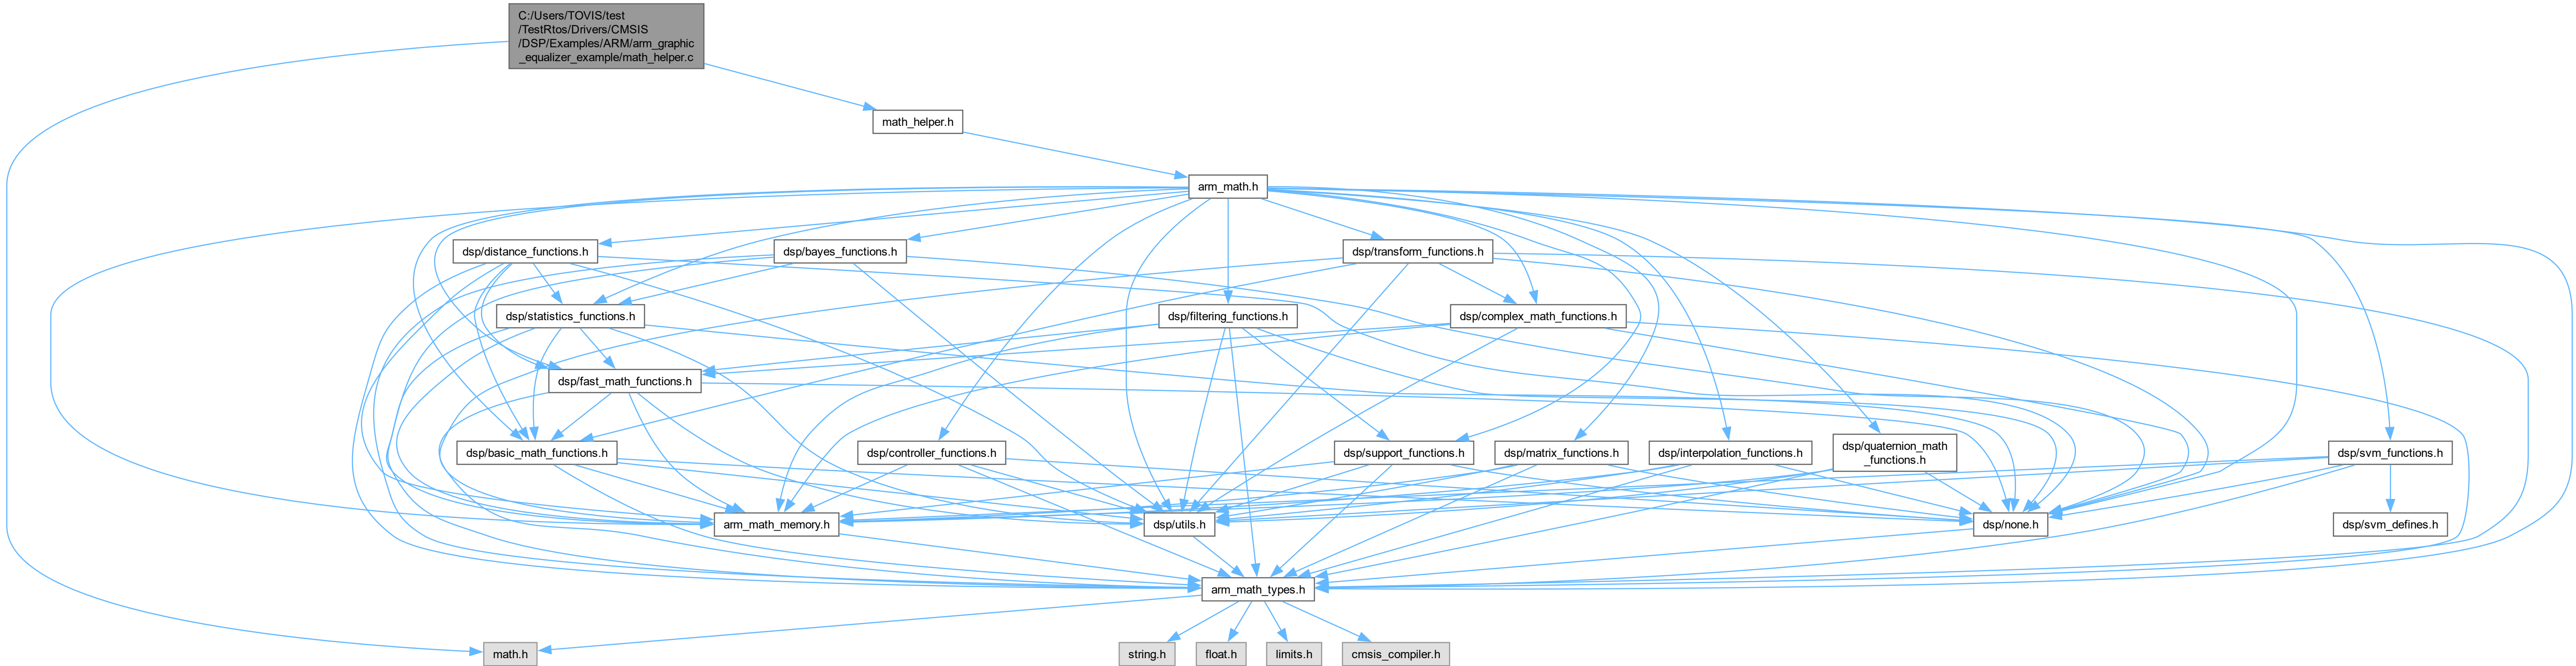 C:/Users/TOVIS/test
/TestRtos/Drivers/CMSIS
/DSP/Examples/ARM/arm_graphic
_equalizer_example/math_helper.c
math_helper.h
arm_math.h
dsp/distance_functions.h
dsp/bayes_functions.h
dsp/transform_functions.h
dsp/statistics_functions.h
dsp/filtering_functions.h
dsp/complex_math_functions.h
dsp/fast_math_functions.h
dsp/basic_math_functions.h
dsp/controller_functions.h
dsp/support_functions.h
dsp/matrix_functions.h
dsp/interpolation_functions.h
dsp/quaternion_math
_functions.h
dsp/svm_functions.h
arm_math_memory.h
dsp/utils.h
dsp/none.h
dsp/svm_defines.h
arm_math_types.h
math.h
string.h
float.h
limits.h
cmsis_compiler.h